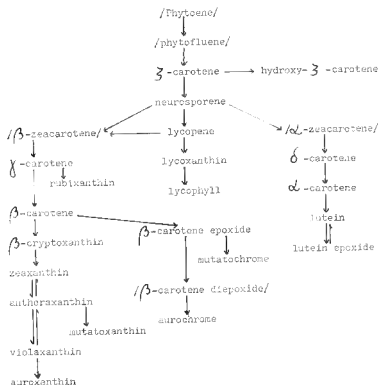 /Phytoene/
/phytofluene/
ζ-carotene hydroxy-ζ-carotene
neurosporene
/β-zeacarotene/ lycopene /α-zeacarotene/
γ-carotene lycoxanthin δ-carotene
rubixanthin lycophyll α-carotene
β-carotene lutein
β-cryptoxanthin β-carotene epoxide
lutein epoxide
zeaxanthin mutatochrome
antheraxanthin /β-carotene diepoxide/
mutatoxanthin aurochrome
violaxanthin
auroxanthin